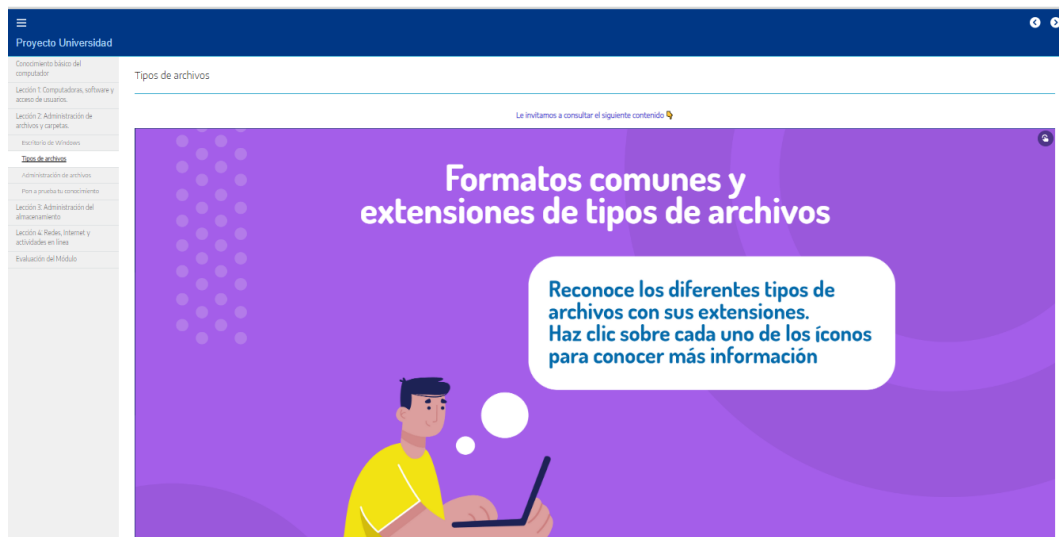 Proyecto Universidad
Conocimiento básico del
computador
Lección 1: Computadoras, software y
acceso de usuarios.
Lección 2: Administración de
archivos y carpetas.
Escritorio de Windows
Tipos de archivos
Administración de archivos
Pon a prueba tu conocimiento
Lección 3: Administración del
almacenamiento
Lección 4: Redes, Internet y
actividades en línea
Evaluación del Módulo
Tipos de archivos
Le invitamos a consultar el siguiente contenido
Formatos comunes y
extensiones de tipos de archivos
Reconoce los diferentes tipos de
archivos con sus extensiones.
Haz clic sobre cada uno de los íconos
para conocer más información